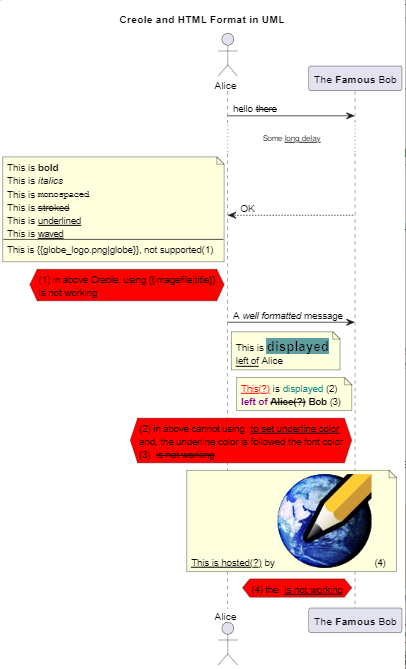 Creole and HTML Format in UML
Alice
The Famous Bob
hello there
Some long delay
This is bold
This is italics
This is monospaced
This is stroked
This is underlined
This is waved
This is {{globe_logo.png|globe}}, not supported(1)
OK
(1) in above Creole, using {{imagefile|title}}
is not working
A well formatted message
This is displayed
left of Alice
This(?) is displayed (2)
left of Alice(?) Bob (3)
(2) in above cannot using to set underline color
and, the underline color is followed the font color
(3) is not working
This is hosted(?) by (4)
(4) the is not working
Alice
The Famous Bob